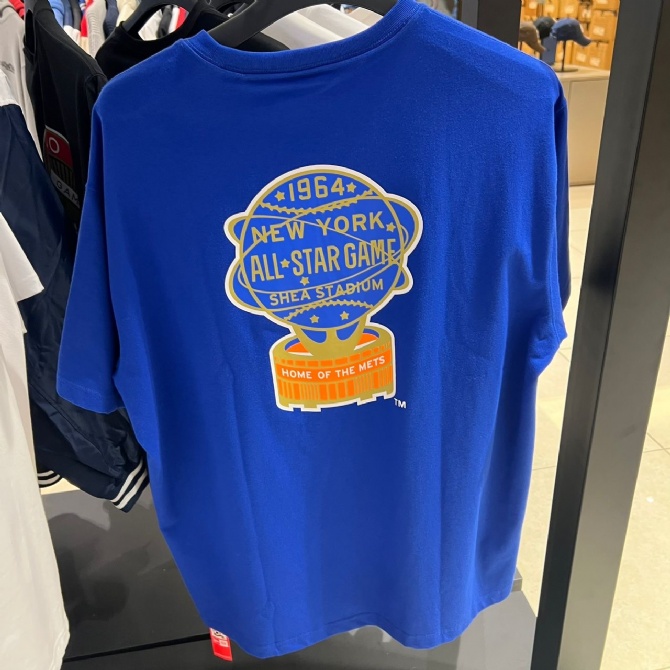 1964
NEW YORK
ALL★STAR GAME
SHEA STADIUM
HOME OF THE METS
TM